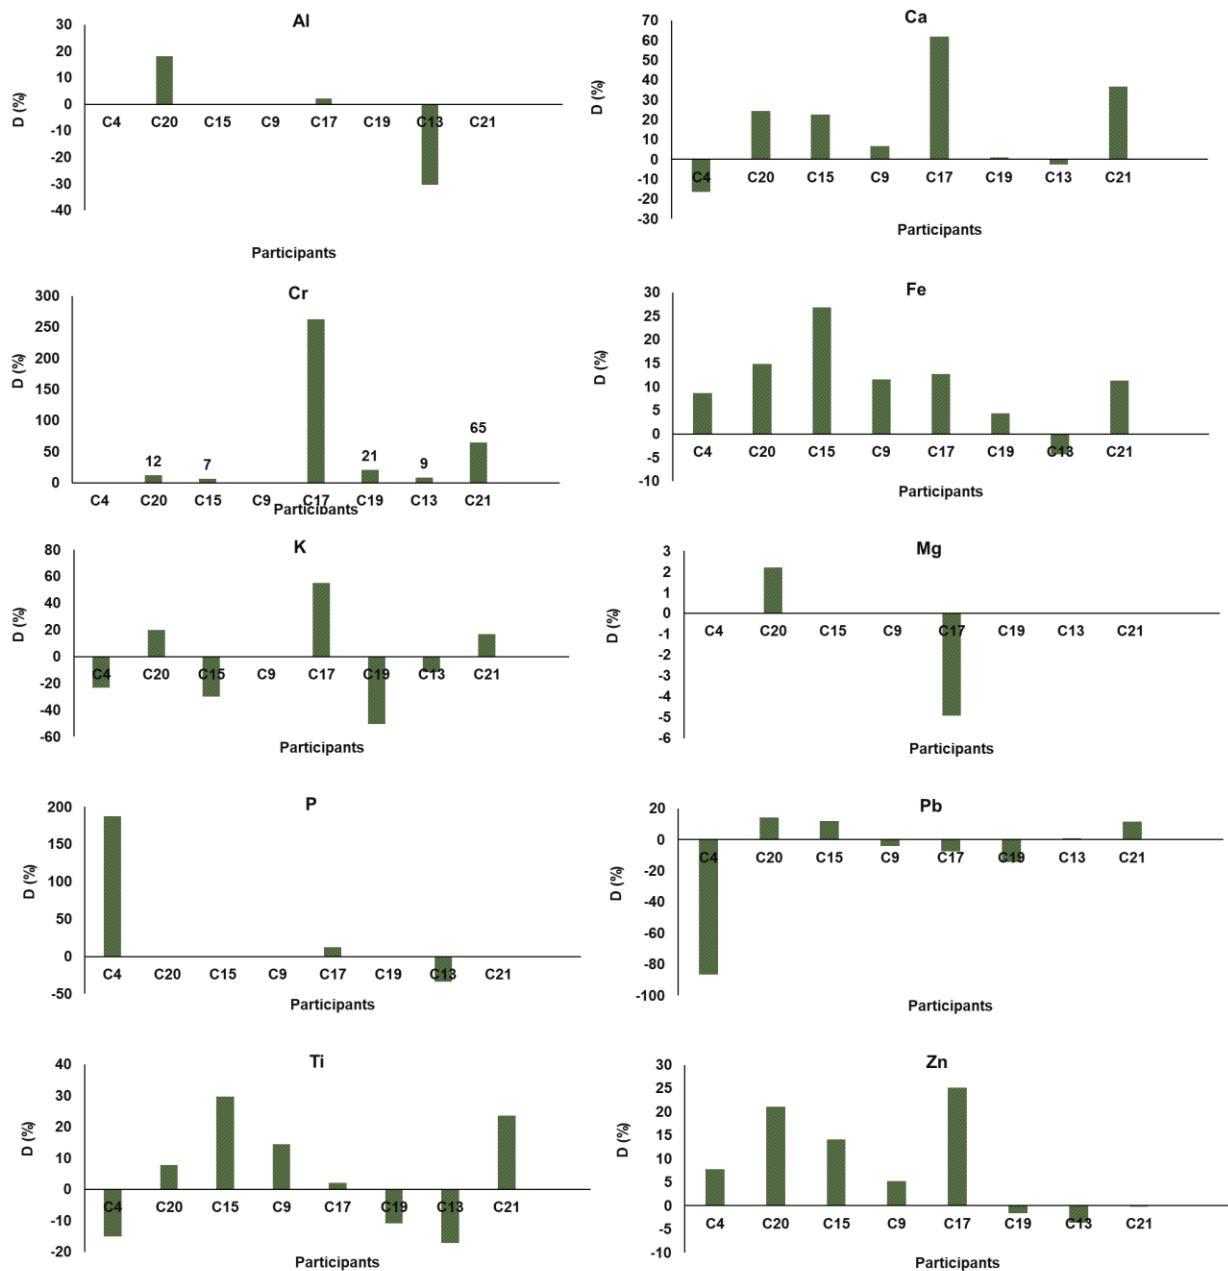 Al
30
20
10
0
-10
-20
-30
-40
D (%)
C4 C20 C15 C9 C17 C19 C13 C21
Participants
Ca
70
60
50
40
30
20
10
0
-10
-20
-30
D (%)
C4 C20 C15 C9 C17 C19 C13 C21
Participants
Cr
300
250
200
150
100
50
0
D (%)
12 7 21 9 65
C4 C20 C15 C9 C17 C19 C13 C21
Participants
Fe
30
25
20
15
10
5
0
-5
-10
D (%)
C4 C20 C15 C9 C17 C19 C13 C21
Participants
K
80
60
40
20
0
-20
-40
-60
D (%)
C4 C20 C15 C9 C17 C19 C13 C21
Participants
Mg
3
2
1
0
-1
-2
-3
-4
-5
-6
D (%)
C4 C20 C15 C9 C17 C19 C13 C21
Participants
P
200
150
100
50
0
-50
D (%)
C4 C20 C15 C9 C17 C19 C13 C21
Participants
Pb
20
0
-20
-40
-60
-80
-100
D (%)
C4 C20 C15 C9 C17 C19 C13 C21
Participants
Ti
40
30
20
10
0
-10
-20
D (%)
C4 C20 C15 C9 C17 C19 C13 C21
Participants
Zn
30
25
20
15
10
5
0
-5
-10
D (%)
C4 C20 C15 C9 C17 C19 C13 C21
Participants